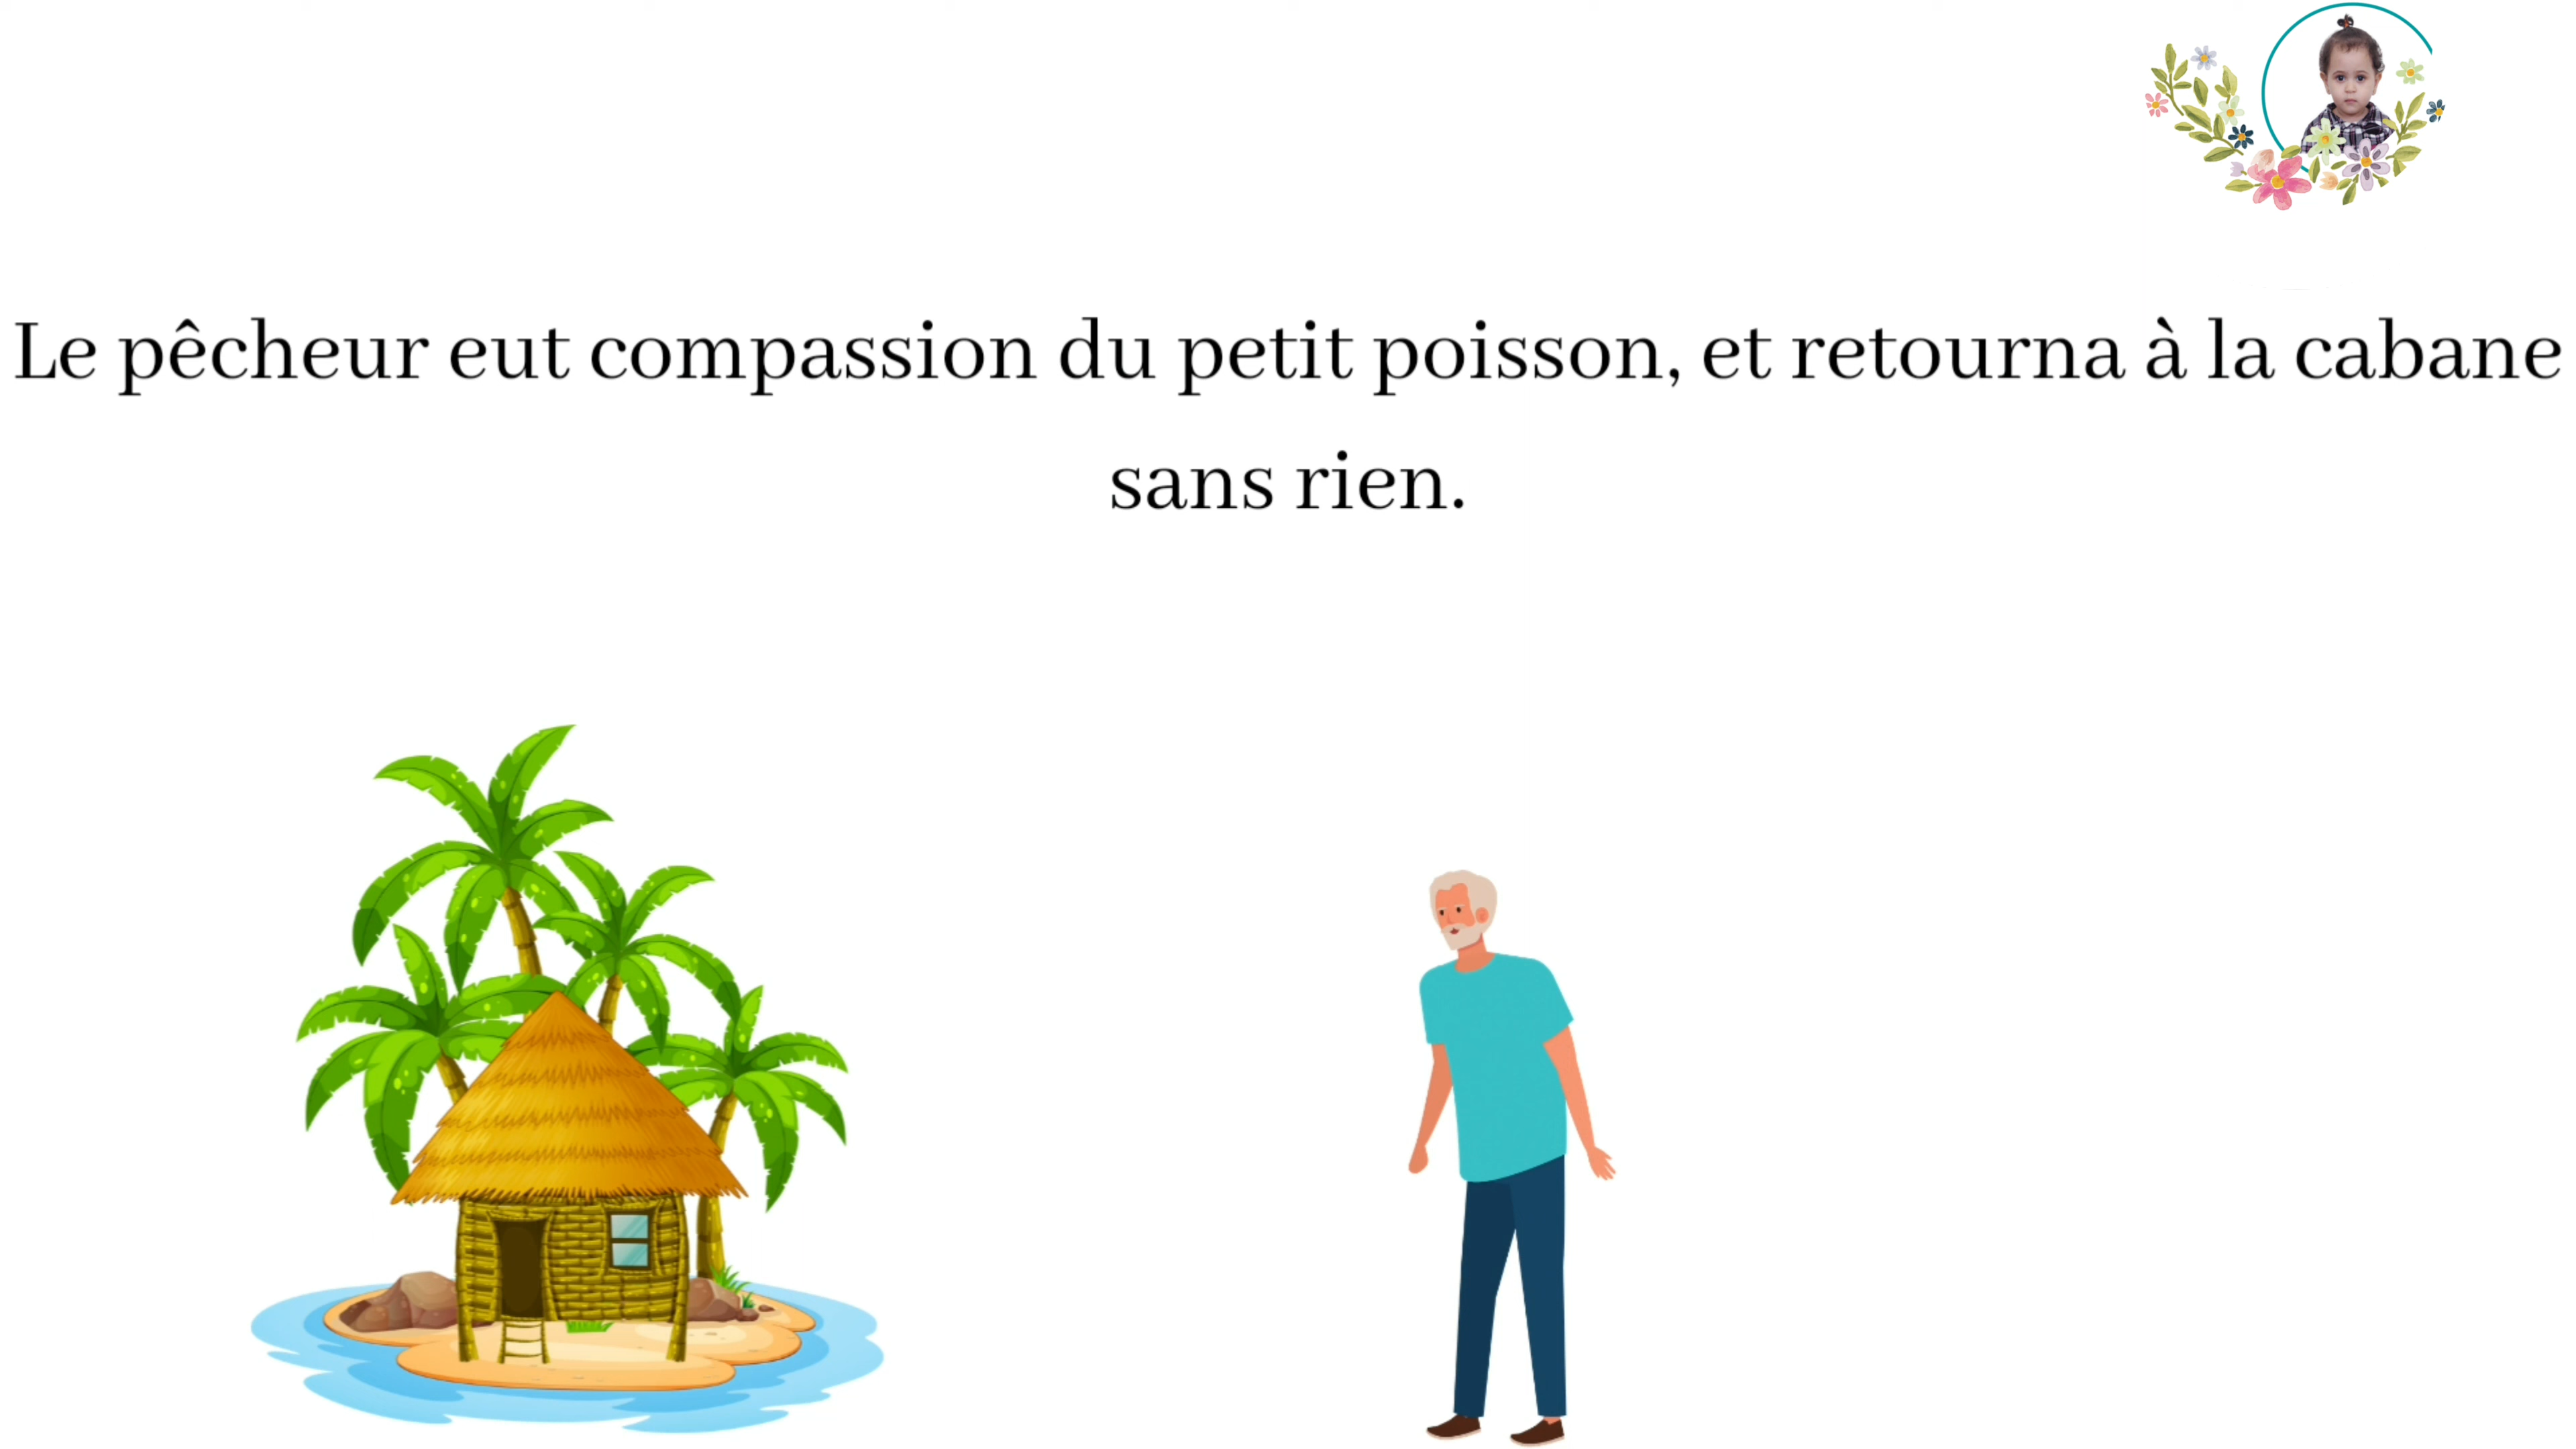 Le pêcheur eut compassion du petit poisson, et retourna à la cabane
sans rien.